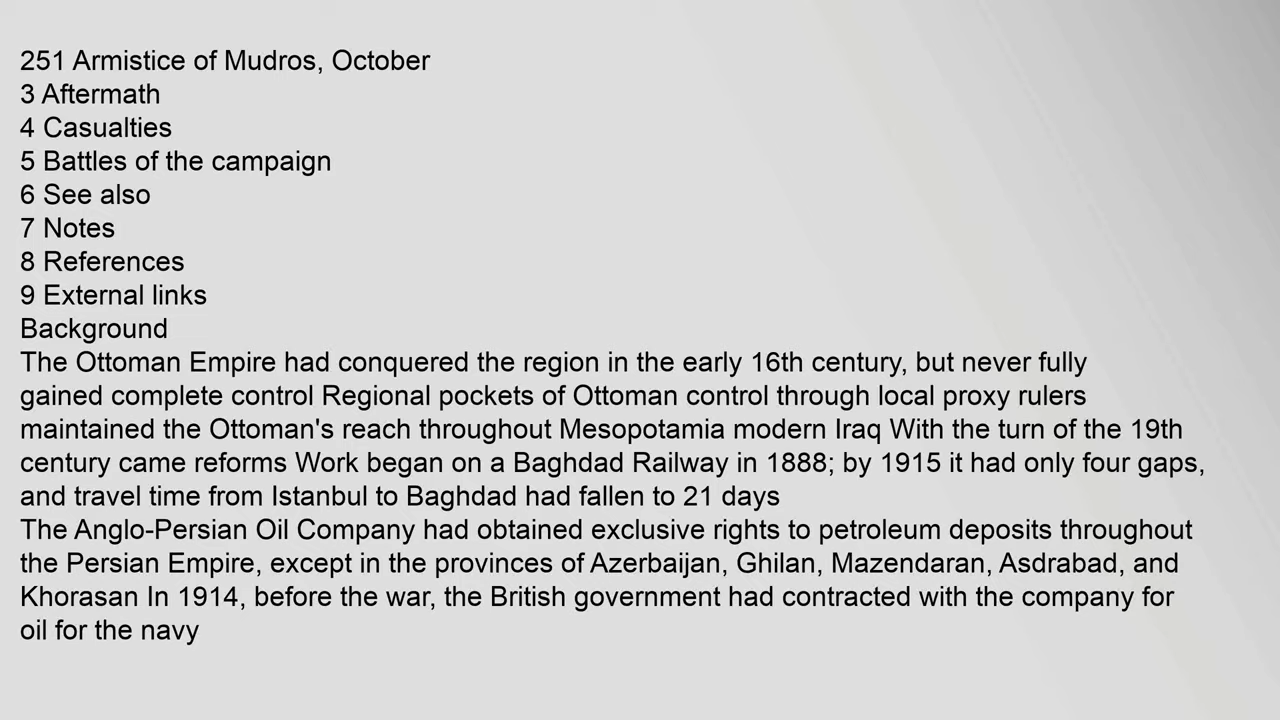 251 Armistice of Mudros, October
3 Aftermath
4 Casualties
5 Battles of the campaign
6 See also
7 Notes
8 References
9 External links
Background
The Ottoman Empire had conquered the region in the early 16th century, but never fully
gained complete control Regional pockets of Ottoman control through local proxy rulers
maintained the Ottoman's reach throughout Mesopotamia modern Iraq With the turn of the 19th
century came reforms Work began on a Baghdad Railway in 1888; by 1915 it had only four gaps,
and travel time from Istanbul to Baghdad had fallen to 21 days
The Anglo-Persian Oil Company had obtained exclusive rights to petroleum deposits throughout
the Persian Empire, except in the provinces of Azerbaijan, Ghilan, Mazendaran, Asdrabad, and
Khorasan In 1914, before the war, the British government had contracted with the company for
oil for the navy